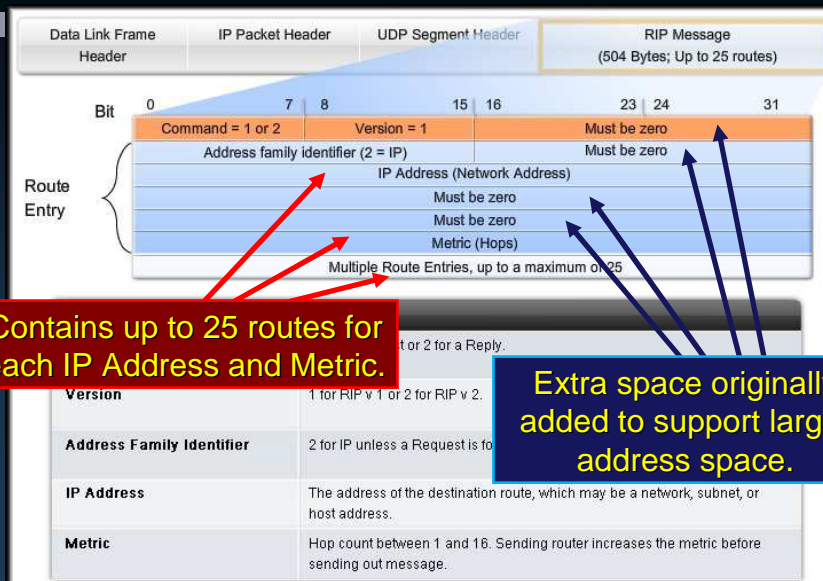 Data Link Frame Header
IP Packet Header
UDP Segment Header
RIP Message
(504 Bytes; Up to 25 routes)
Bit 0 7 8 15 16 23 24 31
Command = 1 or 2 Version = 1 Must be zero
Address family identifier (2 = IP) Must be zero
IP Address (Network Address)
Must be zero
Must be zero
Metric (Hops)
Route
Entry
Multiple Route Entries, up to a maximum of 25
Contains up to 25 routes for
each IP Address and Metric.
t or 2 for a Reply.
Version 1 for RIP v 1 or 2 for RIP v 2.
Extra space originally
added to support larg
address space.
Address Family Identifier 2 for IP unless a Request is fo
IP Address The address of the destination route, which may be a network, subnet, or
host address.
Metric Hop count between 1 and 16. Sending router increases the metric before
sending out message.